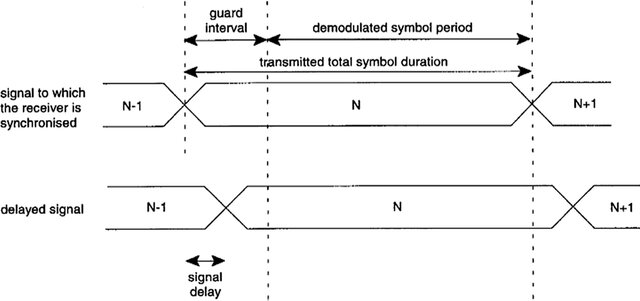 guard
interval
demodulated symbol period
transmitted total symbol duration
signal to which
the receiver is
synchronised
N-1
N
N+1
delayed signal
N-1
N
N+1
signal
delay